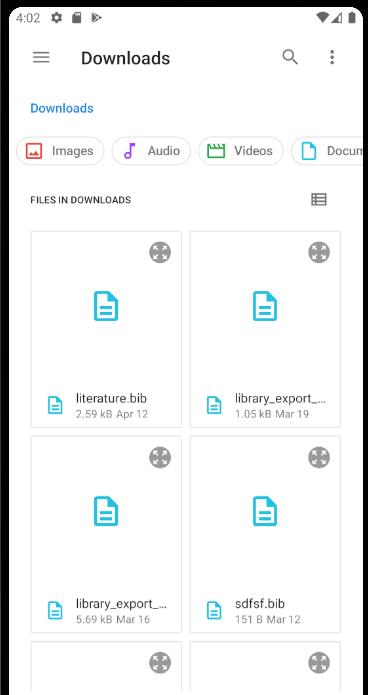 4:02
Downloads
Downloads
Images
Audio
Videos
Docum
FILES IN DOWNLOADS
literature.bib
2.59 kB Apr 12
library_export_...
1.05 kB Mar 19
library_export_...
5.69 kB Mar 16
sdfsf.bib
151 B Mar 12